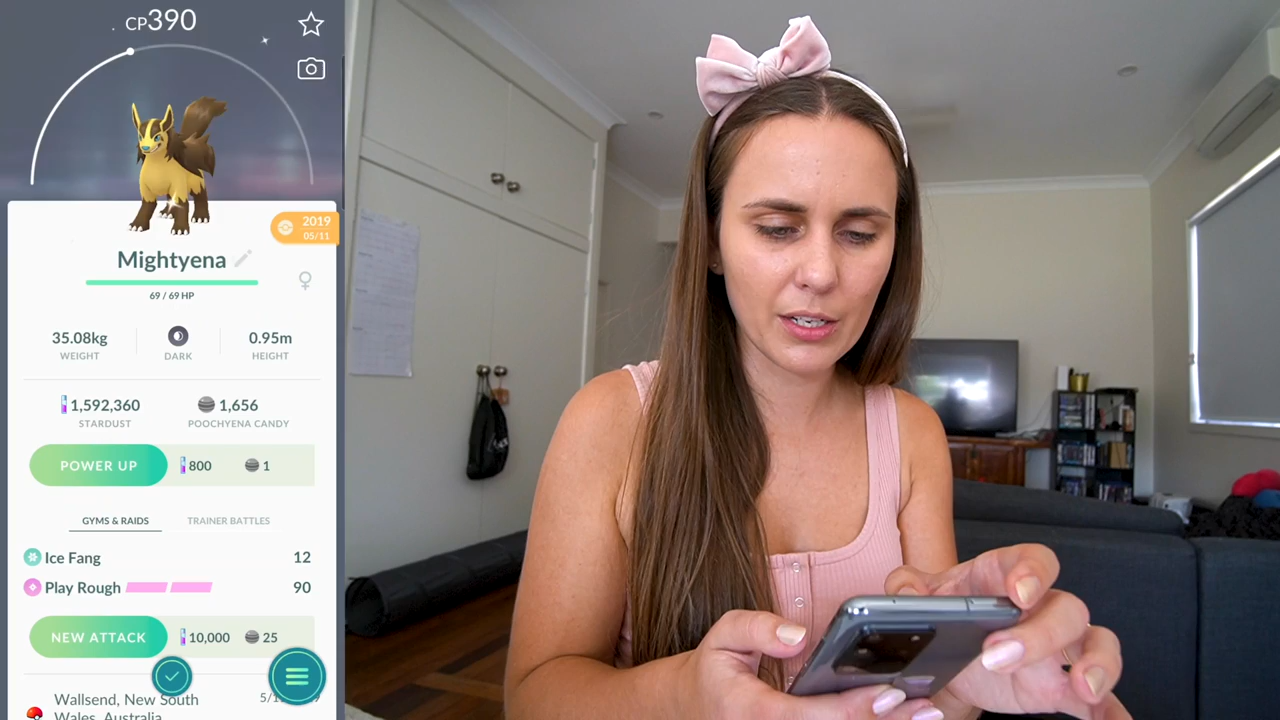 CP390
2019
05/11
Mightyena
69 / 69 HP
35.08kg
WEIGHT
DARK
0.95m
HEIGHT
1,592,360
STARDUST
1,656
POOCHYENA CANDY
POWER UP
800
1
GYMS & RAIDS
TRAINER BATTLES
Ice Fang
12
Play Rough
90
NEW ATTACK
10,000
25
Wallsend, New South
Wales, Australia